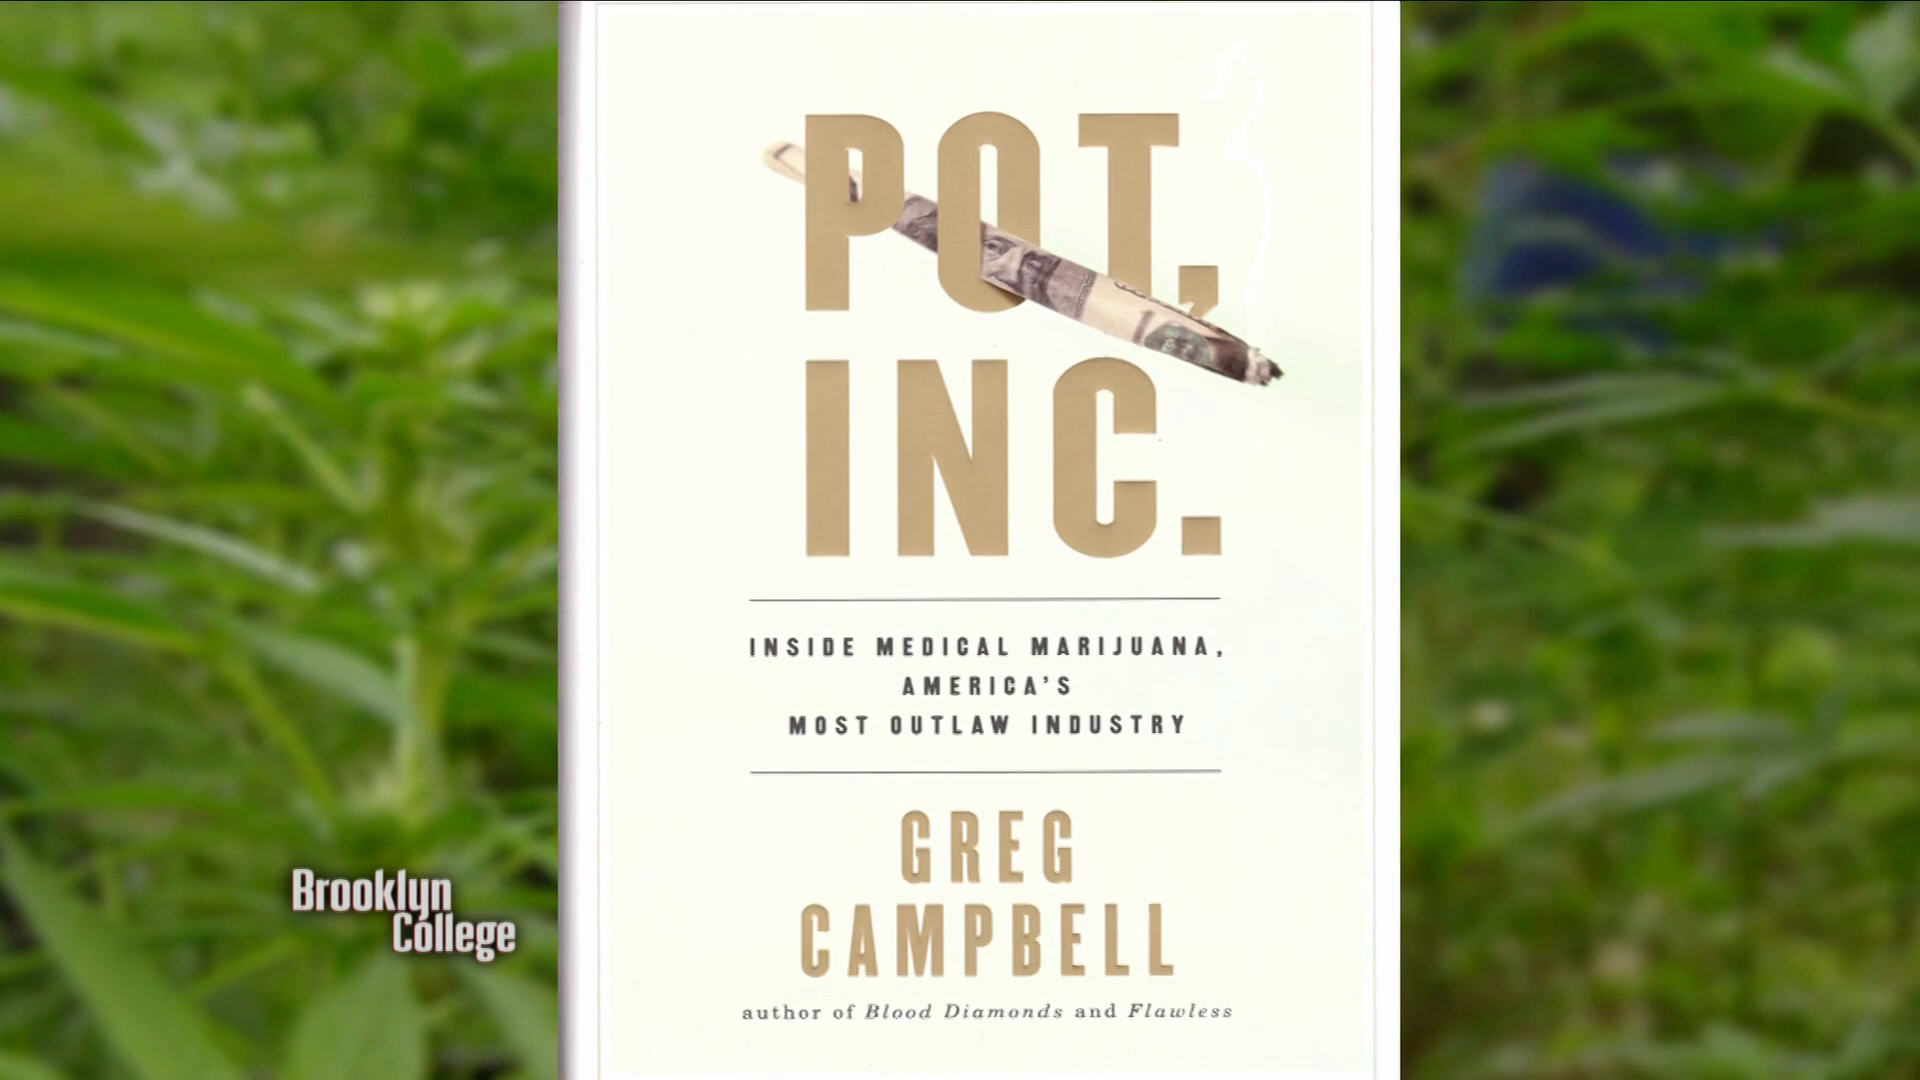 POT,
INC.
INSIDE MEDICAL MARIJUANA,
AMERICA'S
MOST OUTLAW INDUSTRY
GREG
CAMPBELL
author of Blood Diamonds and Flawless
Brooklyn
College